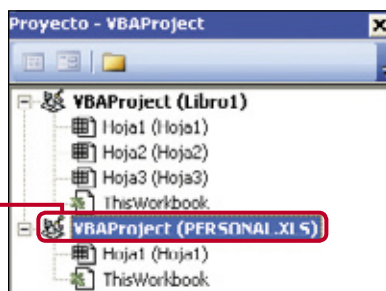 Proyecto - VBAProject
VBAProject (Libro1)
Hoja1 (Hoja1)
Hoja2 (Hoja2)
Hoja3 (Hoja3)
ThisWorkbook
VBAProject (PERSONAL.XLS)
Hoja1 (Hoja1)
ThisWorkbook